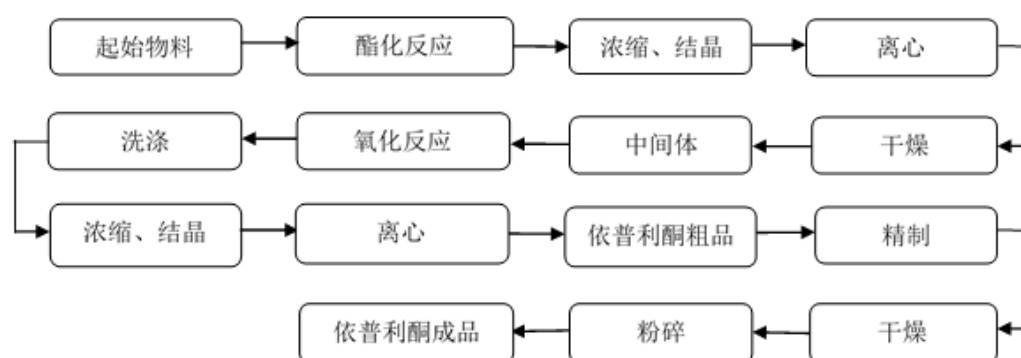 起始物料
酯化反应
浓缩、结晶
离心
干燥
中间体
氧化反应
洗涤
浓缩、结晶
离心
依普利酮粗品
精制
干燥
粉碎
依普利酮成品